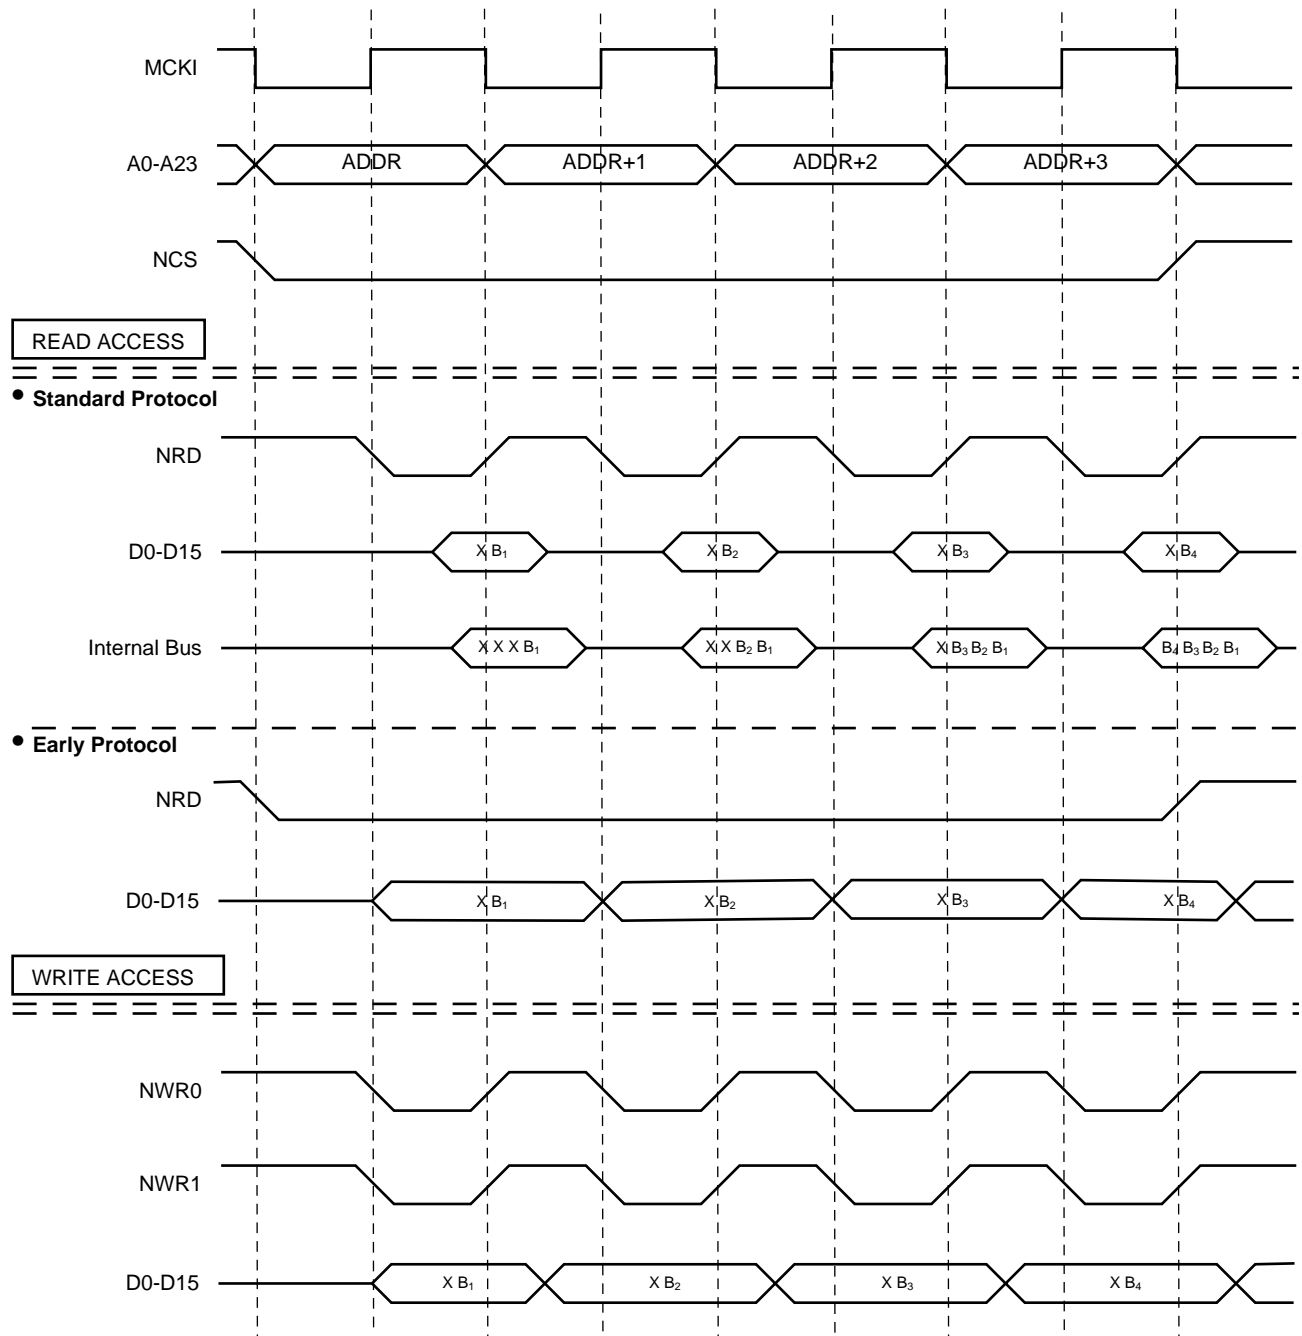 MCKI
A0-A23 ADDR ADDR+1 ADDR+2 ADDR+3
NCS
READ ACCESS
• Standard Protocol
NRD
D0-D15 X B₁ X B₂ X B₃ X B₄
Internal Bus X X X B₁ X X B₂ B₁ X B₃ B₂ B₁ B₄ B₃ B₂ B₁
• Early Protocol
NRD
D0-D15 X B₁ X B₂ X B₃ X B₄
WRITE ACCESS
NWR0
NWR1
D0-D15 X B₁ X B₂ X B₃ X B₄